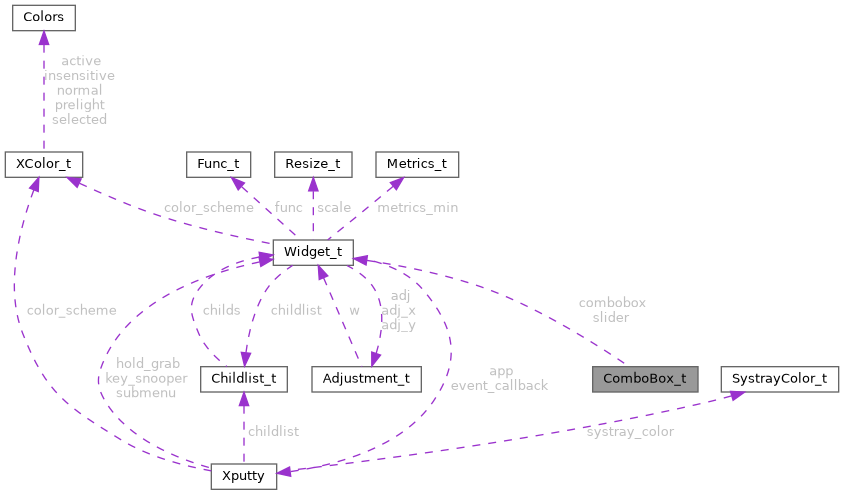 Colors
active
insensitive
normal
prelight
selected
XColor_t
Func_t
Resize_t
Metrics_t
color_scheme
func
scale
metrics_min
Widget_t
color_scheme
childs
childlist
w
adj
adj_x
adj_y
combobox
slider
hold_grab
key_snooper
submenu
Childlist_t
Adjustment_t
app
event_callback
ComboBox_t
SystrayColor_t
childlist
systray_color
Xputty